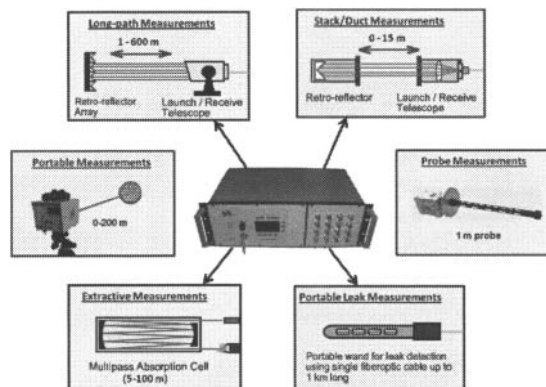 Long-path Measurements
1 - 600 m
Retro-reflector
Array
Launch / Receive
Telescope
Stack/Duct Measurements
0 - 15 m
Retro-reflector
Launch / Receive
Telescope
Portable Measurements
0-200 m
Probe Measurements
1 m probe
Extractive Measurements
Multipass Absorption Cell
(5-100 m)
Portable Leak Measurements
Portable wand for leak detection
using single fiberoptic cable up to
1 km long